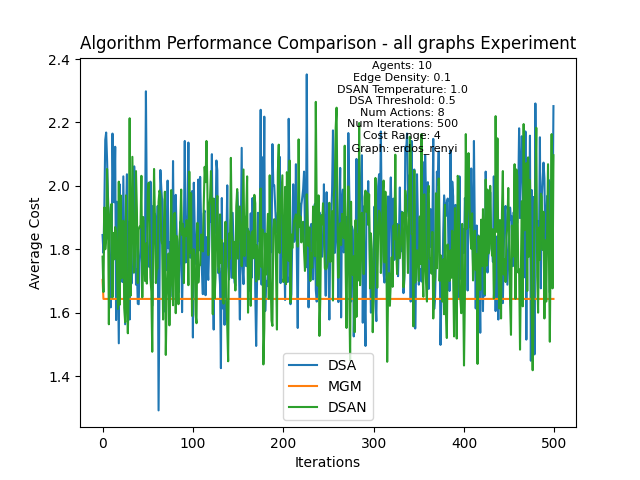 Algorithm Performance Comparison - all graphs Experiment
Agents: 10
Edge Density: 0.1
DSAN Temperature: 1.0
DSA Threshold: 0.5
Num Actions: 8
Num Iterations: 500
Cost Range: 4
Graph: erdos_renyi
2.4
2.2
2.0
1.8
1.6
1.4
Average Cost
DSA
MGM
DSAN
0 100 200 300 400 500
Iterations